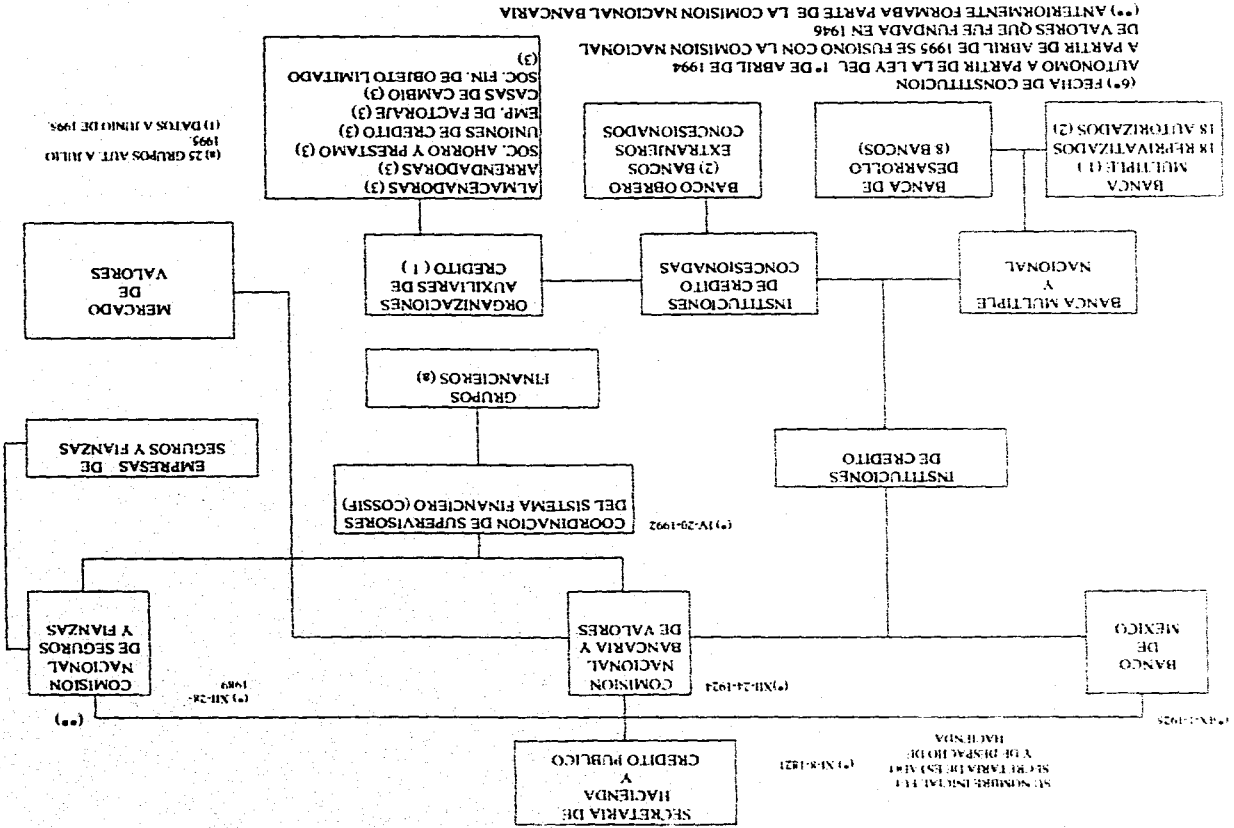 SU NOMBRE INICIAL FUE
SECRETARIA DE ESTADO
Y DE DESPACHO DE
HACIENDA
(*) XI-8-1821
SECRETARIA DE
HACIENDA
Y
CREDITO PUBLICO
(*)IX-1-1925
BANCO
DE
MEXICO
(*)XII-24-1924
COMISION
NACIONAL
BANCARIA Y
DE VALORES
(*) XII-28-
1989
(**)
COMISION
NACIONAL
DE SEGUROS
Y FIANZAS
(*) IV-20-1992
COORDINACION DE SUPERVISORES
DEL SISTEMA FINANCIERO (COSSIF)
INSTITUCIONES
DE CREDITO
EMPRESAS DE
SEGUROS Y FIANZAS
GRUPOS
FINANCIEROS (a)
BANCA MULTIPLE
Y
NACIONAL
INSTITUCIONES
DE CREDITO
CONCESIONADAS
ORGANIZACIONES
AUXILIARES DE
CREDITO (1)
MERCADO
DE
VALORES
BANCA
MULTIPLE (1)
18 REPRIVATIZADOS
18 AUTORIZADOS (2)
BANCA DE
DESARROLLO
(8 BANCOS)
BANCO OBRERO
(2) BANCOS
EXTRANJEROS
CONCESIONADOS
ALMACENADORAS (3)
ARRENDADORAS (3)
SOC. AHORRO Y PRESTAMO (3)
UNIONES DE CREDITO (3)
EMP. DE FACTORAJE (3)
CASAS DE CAMBIO (3)
SOC. FIN. DE OBJETO LIMITADO
(3)
(a) 25 GRUPOS AUT. A JULIO
1995.
(1) DATOS A JUNIO DE 1995.
(6*) FECHA DE CONSTITUCION
AUTONOMO A PARTIR DE LA LEY DEL 1º DE ABRIL DE 1994
A PARTIR DE ABRIL DE 1995 SE FUSIONO CON LA COMISION NACIONAL
DE VALORES QUE FUE FUNDADA EN 1946
(**) ANTERIORMENTE FORMABA PARTE DE LA COMISION NACIONAL BANCARIA